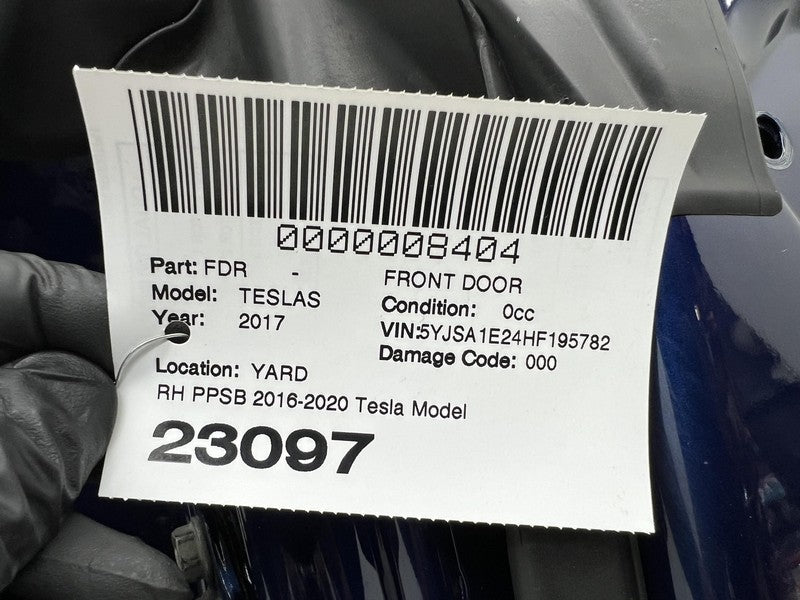 0000008404
Part: FDR - FRONT DOOR
Model: TESLAS Condition: 0cc
Year: 2017 VIN:5YJSA1E24HF195782
Damage Code: 000
Location: YARD
RH PPSB 2016-2020 Tesla Model
23097